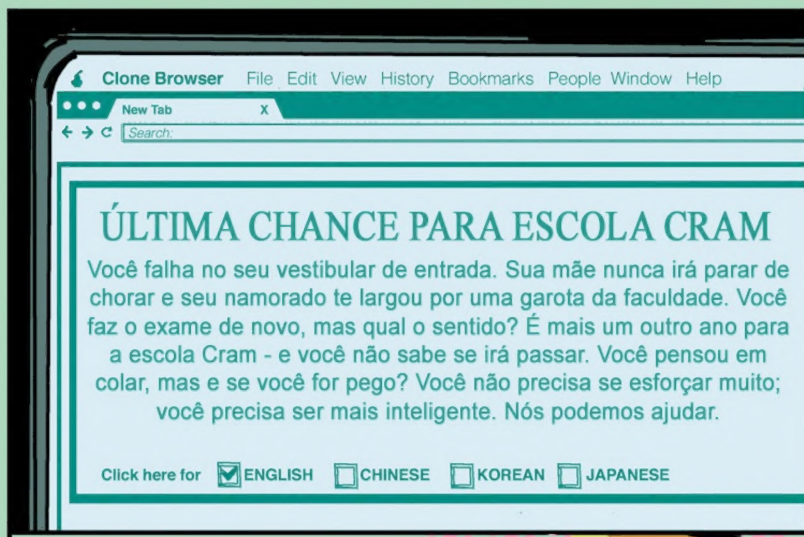 Clone Browser File Edit View History Bookmarks People Window Help
New Tab X
Search:
ÚLTIMA CHANCE PARA ESCOLA CRAM
Você falha no seu vestibular de entrada. Sua mãe nunca irá parar de
chorar e seu namorado te largou por uma garota da faculdade. Você
faz o exame de novo, mas qual o sentido? É mais um outro ano para
a escola Cram - e você não sabe se irá passar. Você pensou em
colar, mas e se você for pego? Você não precisa se esforçar muito;
você precisa ser mais inteligente. Nós podemos ajudar.
Click here for ENGLISH CHINESE KOREAN JAPANESE